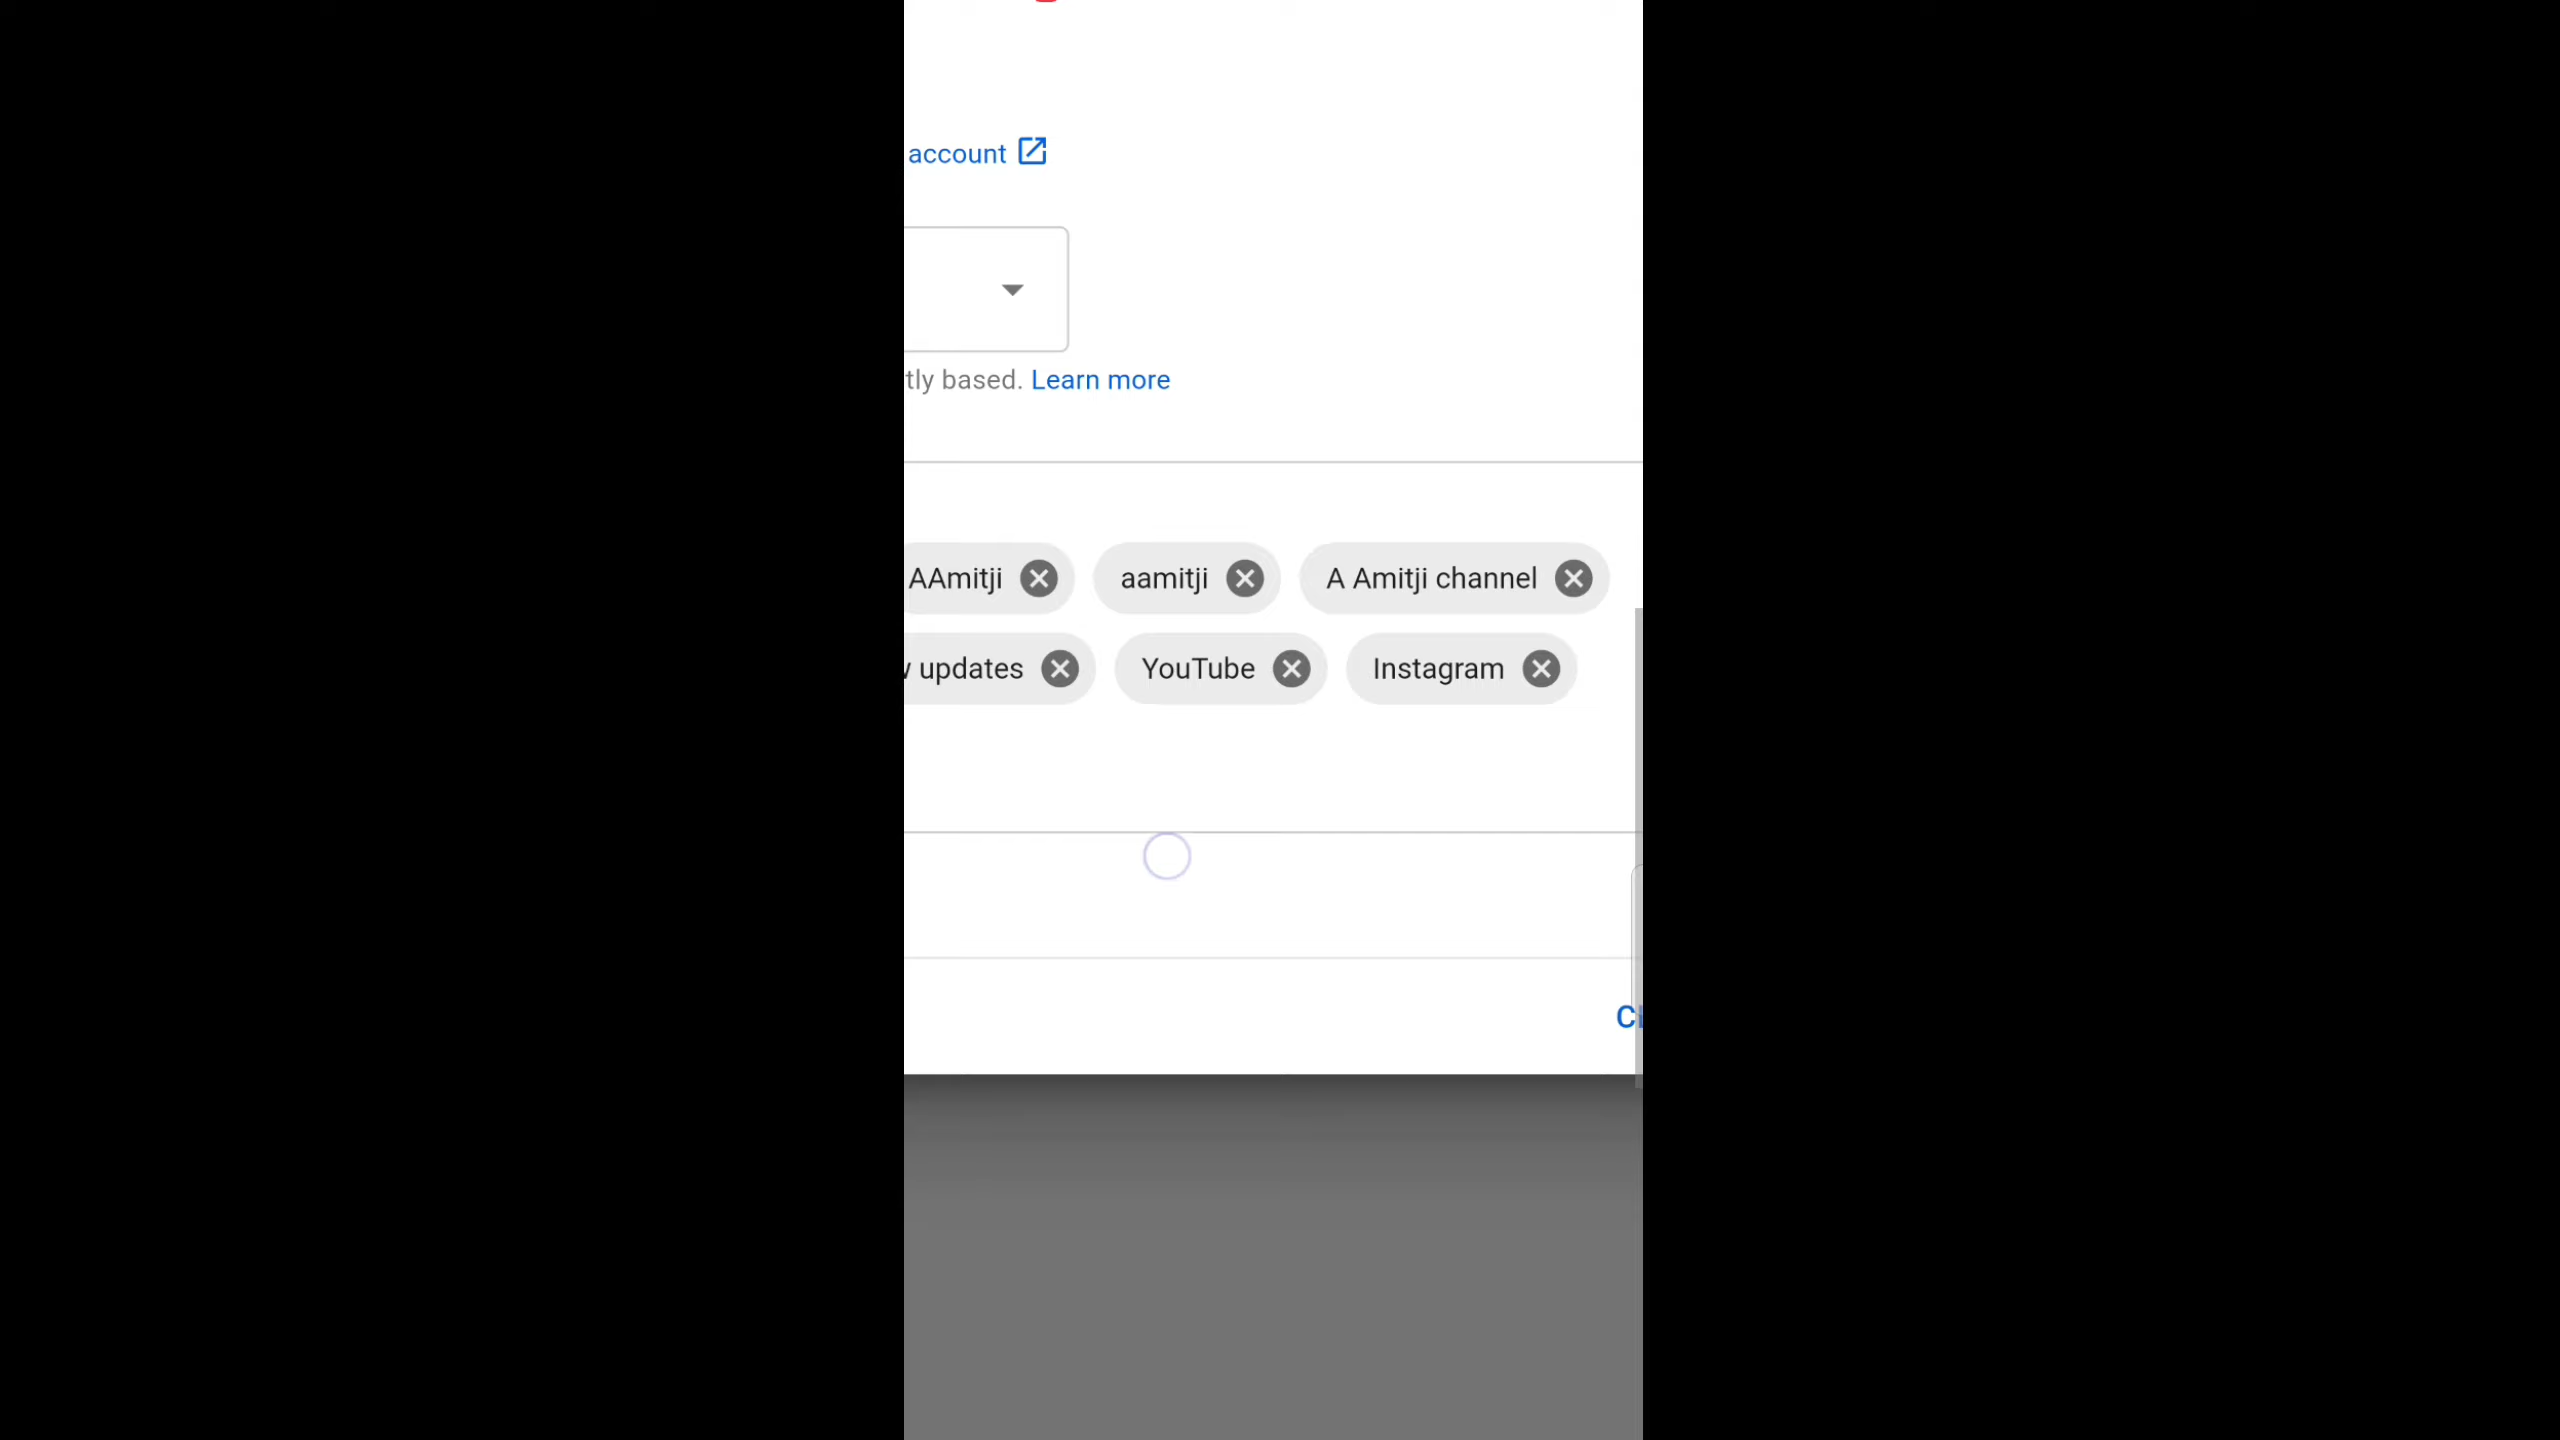 account
tly based. Learn more
AAmitji aamitji A Amitji channel
updates YouTube Instagram